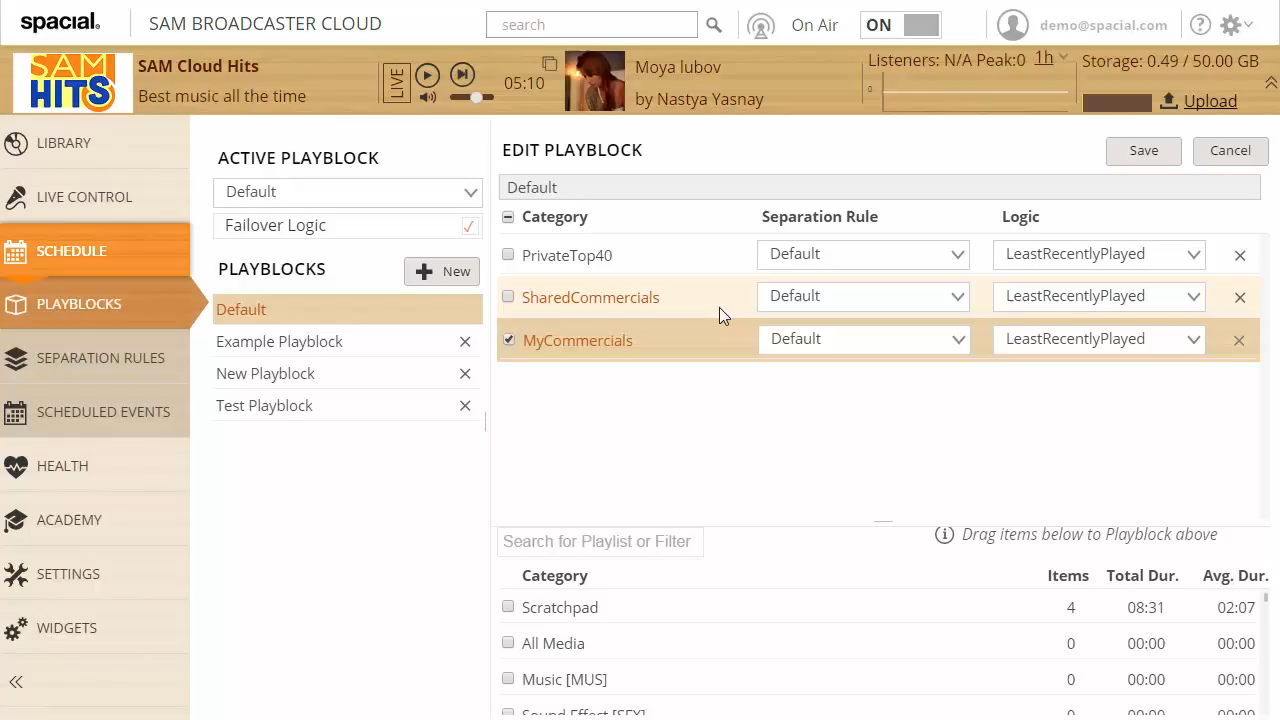 spacial. SAM BROADCASTER CLOUD search On Air ON demo@spacial.com
SAM HITS
SAM Cloud Hits
Best music all the time
LIVE
05:10
Moya lubov
by Nastya Yasnay
Listeners: N/A Peak:0 1h
Storage: 0.49 / 50.00 GB
Upload
LIBRARY
LIVE CONTROL
SCHEDULE
PLAYBLOCKS
SEPARATION RULES
SCHEDULED EVENTS
HEALTH
ACADEMY
SETTINGS
WIDGETS
ACTIVE PLAYBLOCK
Default
Failover Logic
PLAYBLOCKS New
Default
Example Playblock
New Playblock
Test Playblock
EDIT PLAYBLOCK Save Cancel
Default
Category Separation Rule Logic
PrivateTop40 Default LeastRecentlyPlayed
SharedCommercials Default LeastRecentlyPlayed
MyCommercials Default LeastRecentlyPlayed
Search for Playlist or Filter
Drag items below to Playblock above
Category Items Total Dur. Avg. Dur.
Scratchpad 4 08:31 02:07
All Media 0 00:00 00:00
Music [MUS] 0 00:00 00:00
Sound Effect [SFX]